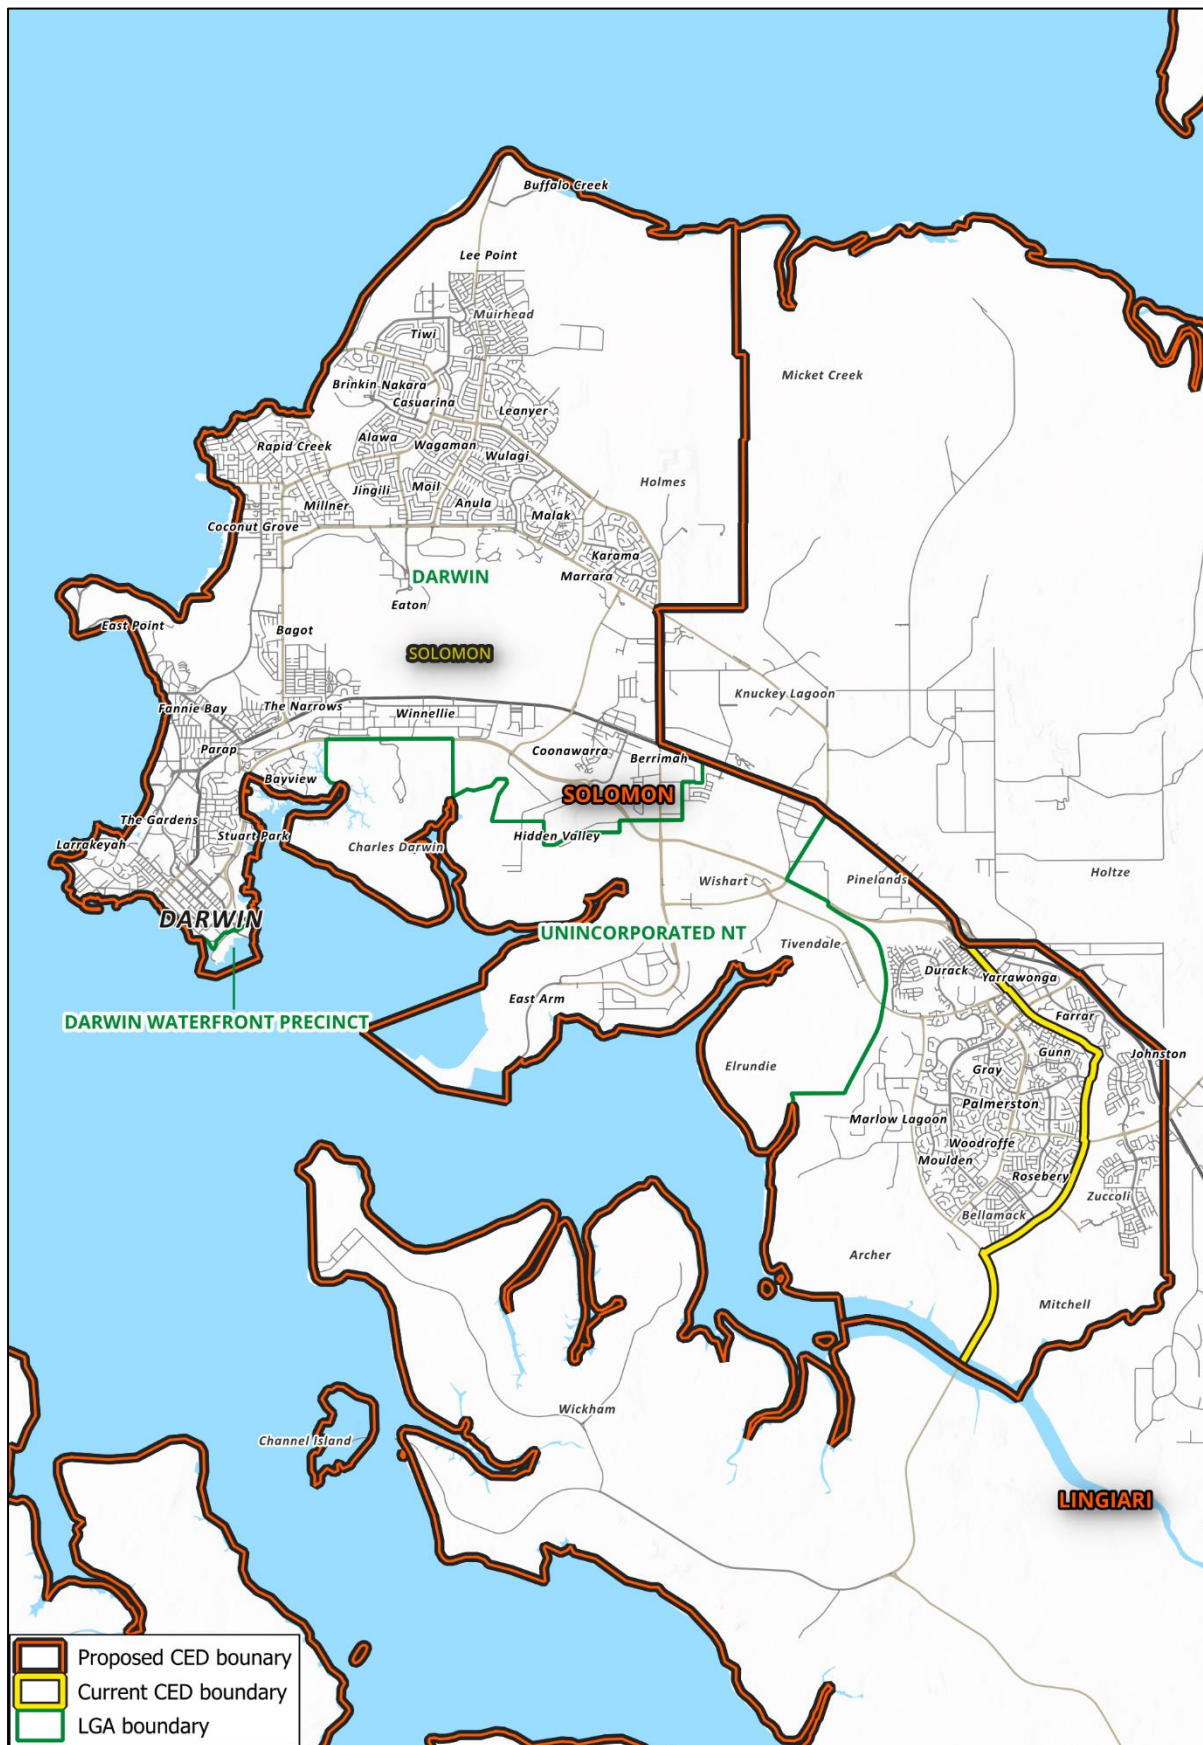 Buffalo Creek
Lee Point
Muirhead
Tiwi
Micket Creek
Brinkin Nakara
Casuarina
Leanyer
Alawa
Rapid Creek
Wagaman
Wulagi
Holmes
Jingili
Moil
Anula
Millner
Malak
Coconut Grove
Karama
Marrara
DARWIN
Eaton
East Point
Bagot
SOLOMON
Knuckey Lagoon
Fannie Bay
The Narrows
Winnellie
Parap
Coonawarra
Berrimah
Bayview
SOLOMON
The Gardens
Stuart Park
Hidden Valley
Larrakeyah
Charles Darwin
Holtze
Wishart
Pinelands
DARWIN
UNINCORPORATED NT
Tivendale
Durack
Yarrawonga
East Arm
DARWIN WATERFRONT PRECINCT
Farrar
Gunn
Johnston
Elrundie
Gray
Palmerston
Marlow Lagoon
Woodroffe
Moulden
Rosebery
Zuccoli
Bellamack
Archer
Mitchell
Wickham
Channel Island
LINGIARI
Proposed CED bounary
Current CED boundary
LGA boundary